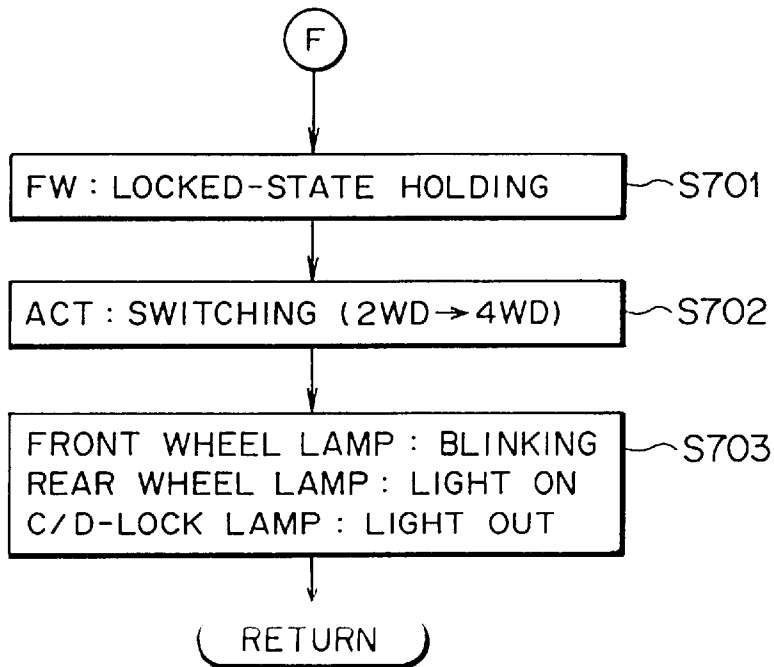 F
FW : LOCKED-STATE HOLDING
S701
ACT : SWITCHING (2WD→4WD)
S702
FRONT WHEEL LAMP : BLINKING
REAR WHEEL LAMP : LIGHT ON
C/D-LOCK LAMP : LIGHT OUT
S703
RETURN